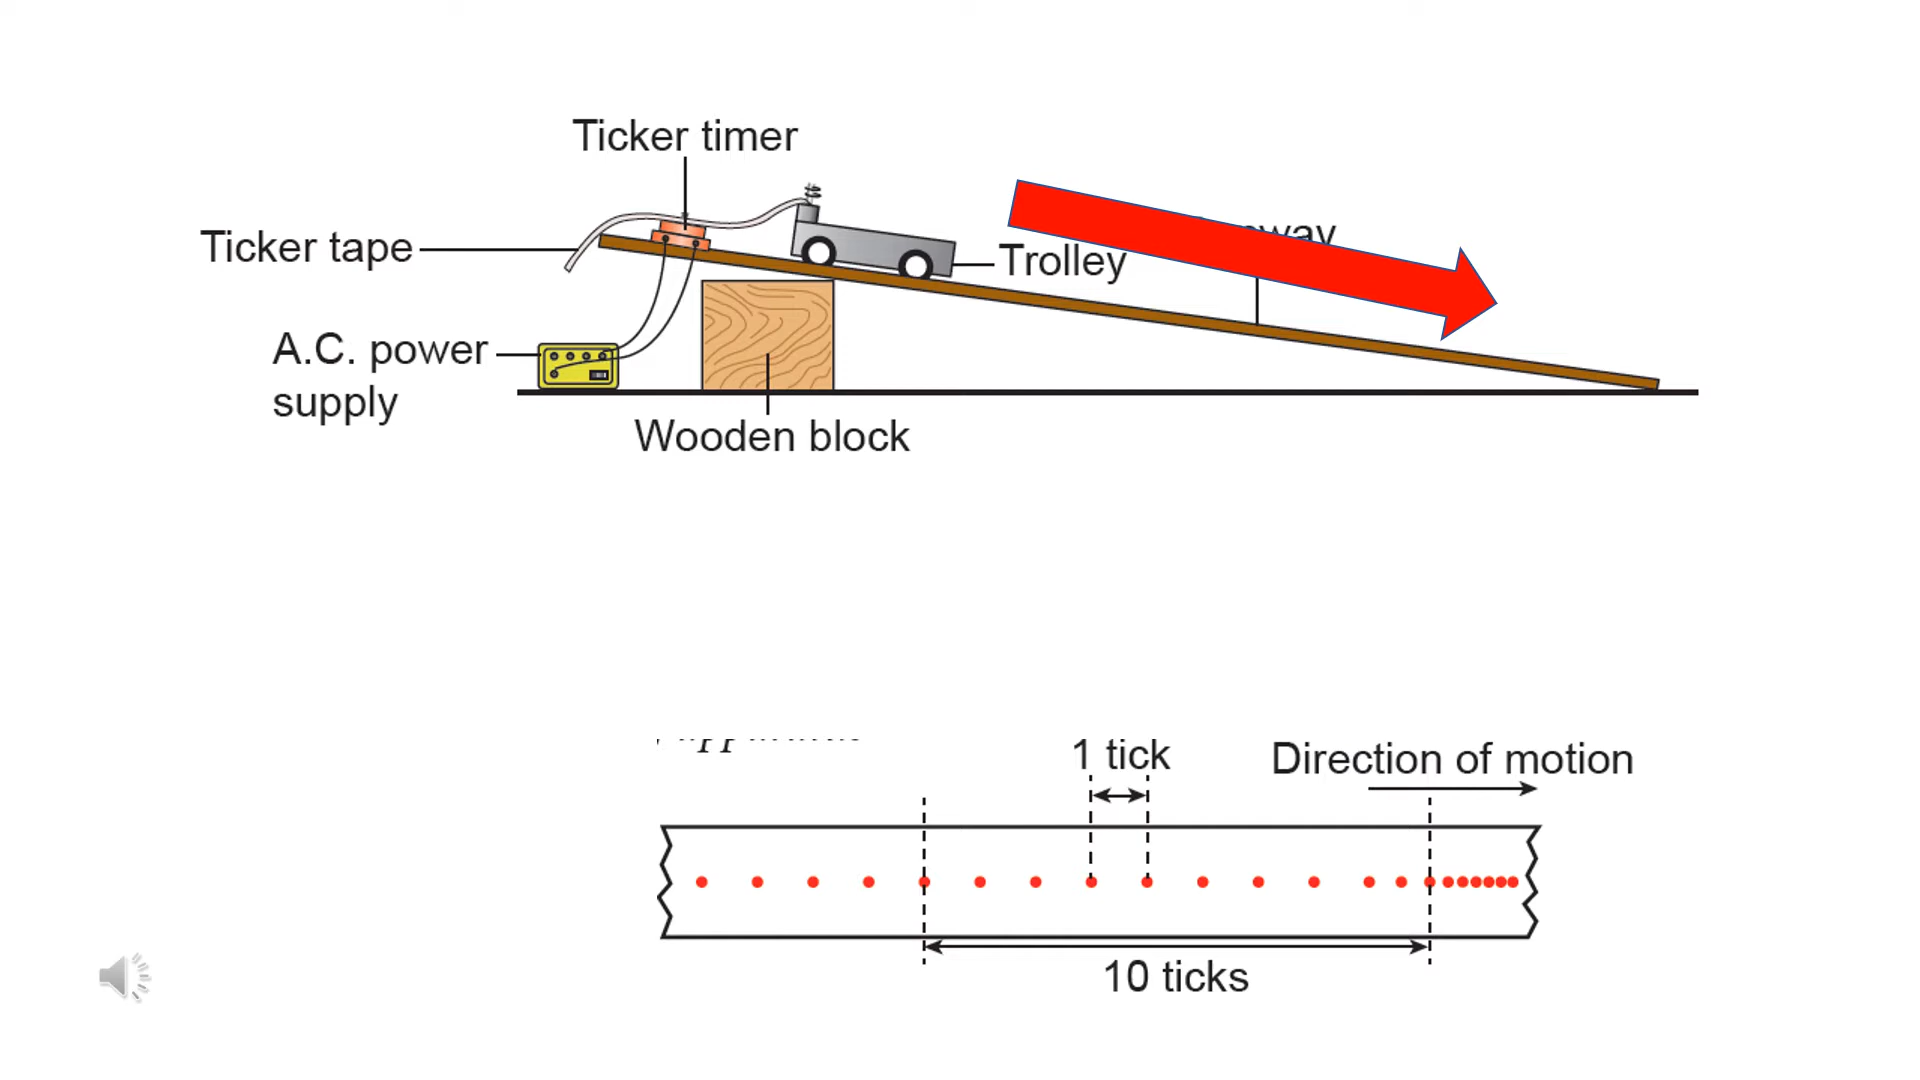 Ticker timer
Ticker tape
Trolley
A.C. power
supply
Wooden block
1 tick
Direction of motion
10 ticks